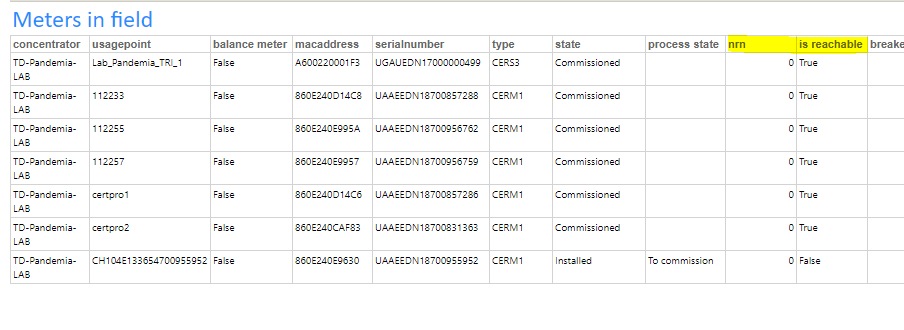 Meters in field
concentrator usagepoint balance meter macaddress serialnumber type state process state nrn is reachable breake
TD-Pandemia-LAB Lab_Pandemia_TRI_1 False A600220001F3 UGAUEDN17000000499 CERS3 Commissioned 0 True
TD-Pandemia-LAB 112233 False 860E240D14C8 UAAEEDN18700857288 CERM1 Commissioned 0 True
TD-Pandemia-LAB 112255 False 860E240E995A UAAEEDN18700956762 CERM1 Commissioned 0 True
TD-Pandemia-LAB 112257 False 860E240E9957 UAAEEDN18700956759 CERM1 Commissioned 0 True
TD-Pandemia-LAB certpro1 False 860E240D14C6 UAAEEDN18700857286 CERM1 Commissioned 0 True
TD-Pandemia-LAB certpro2 False 860E240CAF83 UAAEEDN18700831363 CERM1 Commissioned 0 True
TD-Pandemia-LAB CH104E133654700955952 False 860E240E9630 UAAEEDN18700955952 CERM1 Installed To commission 0 False